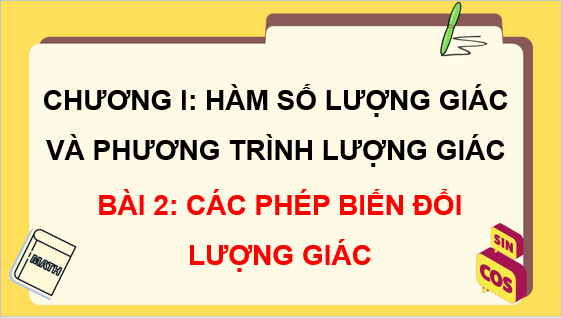 CHƯƠNG I: HÀM SỐ LƯỢNG GIÁC
VÀ PHƯƠNG TRÌNH LƯỢNG GIÁC
BÀI 2: CÁC PHÉP BIẾN ĐỔI
LƯỢNG GIÁC
MATH
SIN
COS